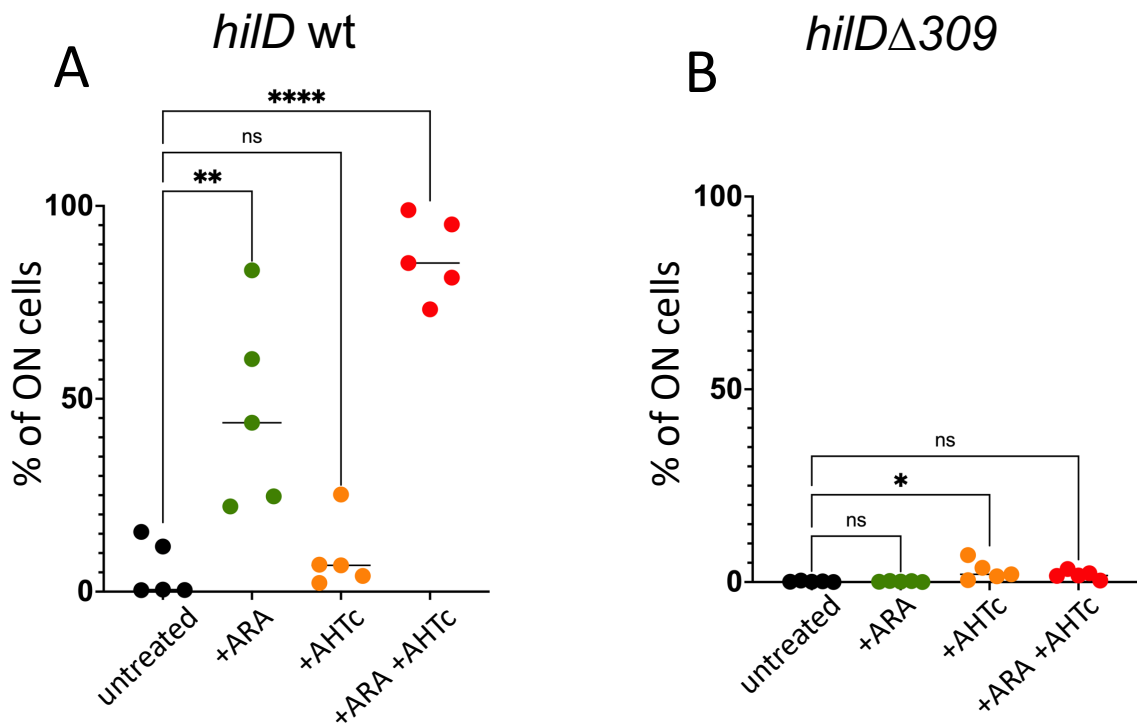 hilD wt
A
% of ON cells
****
ns
**
100
50
0
untreated
+ARA
+AHTc
+ARA +AHTc
hilDΔ309
B
% of ON cells
100
50
0
ns
*
ns
untreated
+ARA
+AHTc
+ARA +AHTc